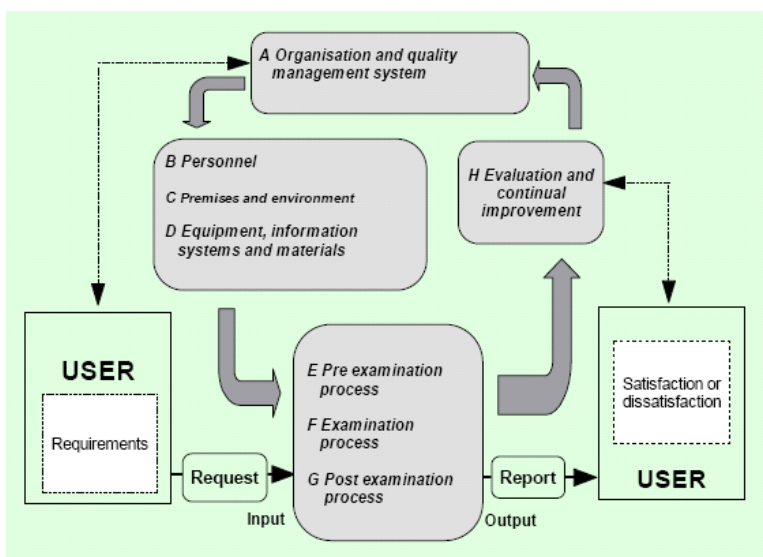 A Organisation and quality
management system
B Personnel
C Premises and environment
D Equipment, information
systems and materials
H Evaluation and
continual
improvement
USER
Requirements
Request
Input
E Pre examination
process
F Examination
process
G Post examination
process
Report
Output
Satisfaction or
dissatisfaction
USER